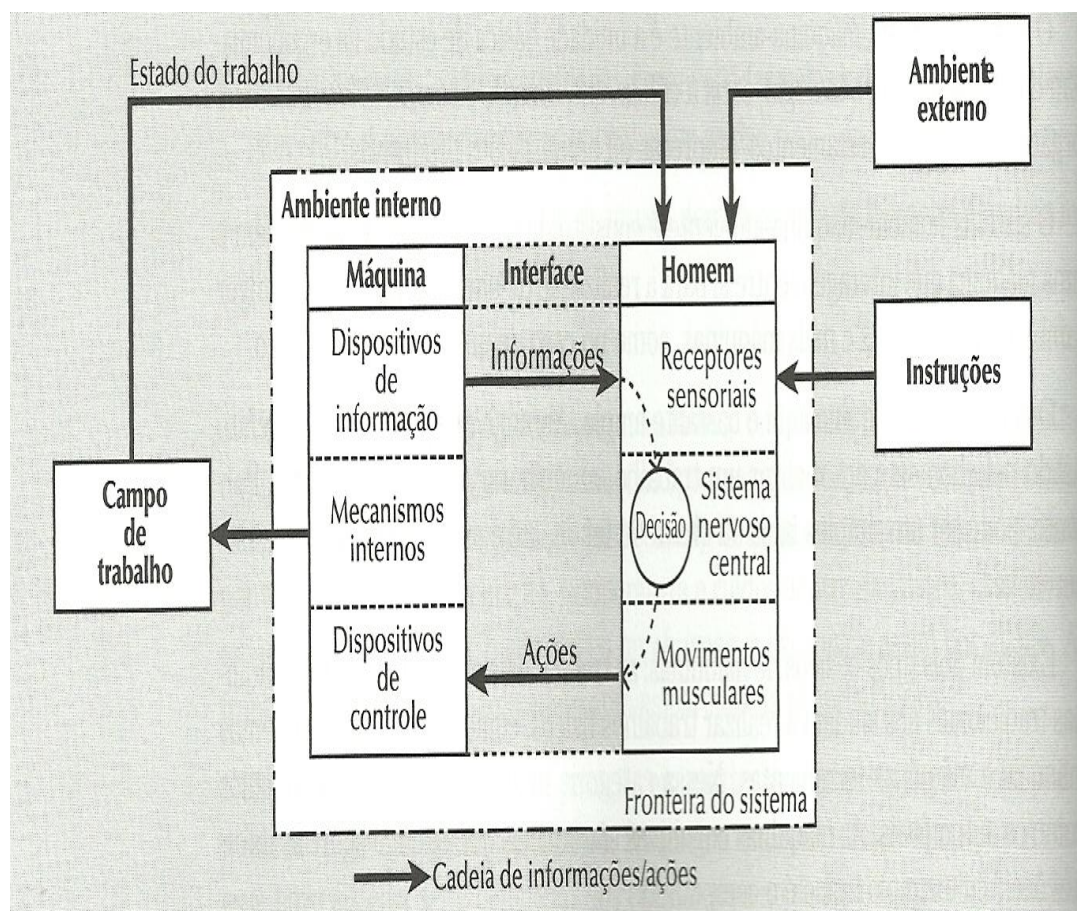 Estado do trabalho
Ambiente
externo
Ambiente interno
Máquina
Interface
Homem
Dispositivos
de
informação
Informações
Receptores
sensoriais
Instruções
Campo
de
trabalho
Mecanismos
internos
Decisão
Sistema
nervoso
central
Dispositivos
de
controle
Ações
Movimentos
musculares
Fronteira do sistema
Cadeia de informações/ações